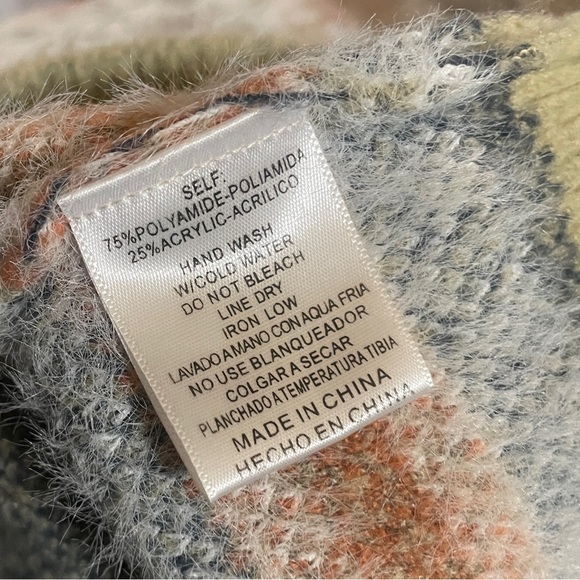 SELF:
75%POLYAMIDE-POLIAMIDA
25%ACRYLIC-ACRILICO
HAND WASH
W/COLD WATER
DO NOT BLEACH
LINE DRY
IRON LOW
LAVADO A MANO CON AQUA FRIA
NO USE BLANQUEADOR
COLGAR A SECAR
PLANCHADO A TEMPERATURA TIBIA
MADE IN CHINA
HECHO EN CHINA